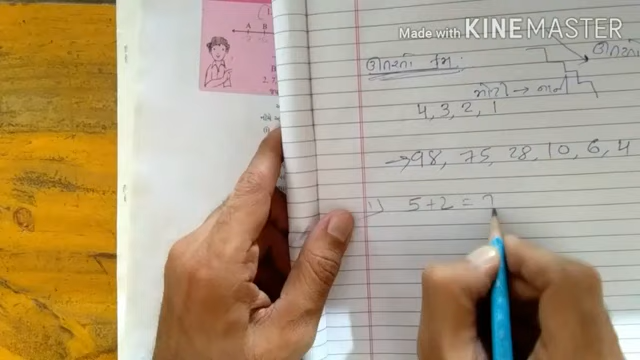 Made with KINEMASTER
A B
ઊતરતો ક્રમ:
મોટી → નાની
4, 3, 2, 1
→ 98, 75, 28, 10, 6, 4
1) 5+2 = 7